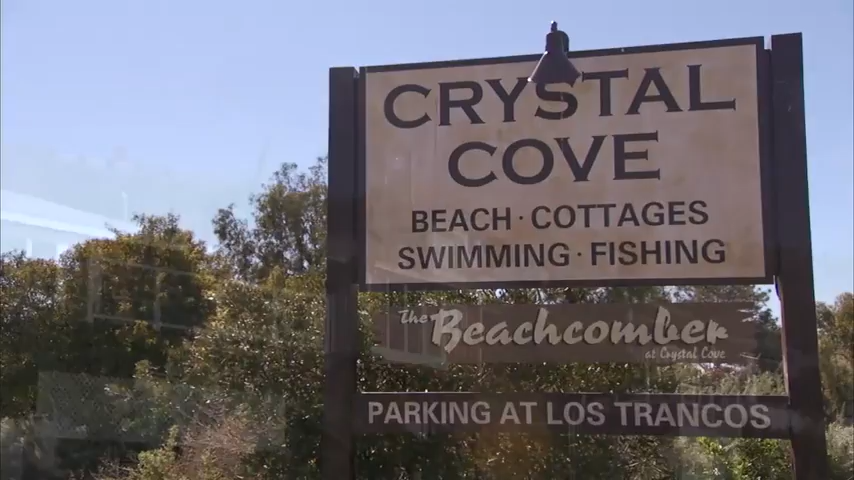 CRYSTAL
COVE
BEACH · COTTAGES
SWIMMING · FISHING
The Beachcomber
at Crystal Cove
PARKING AT LOS TRANCOS